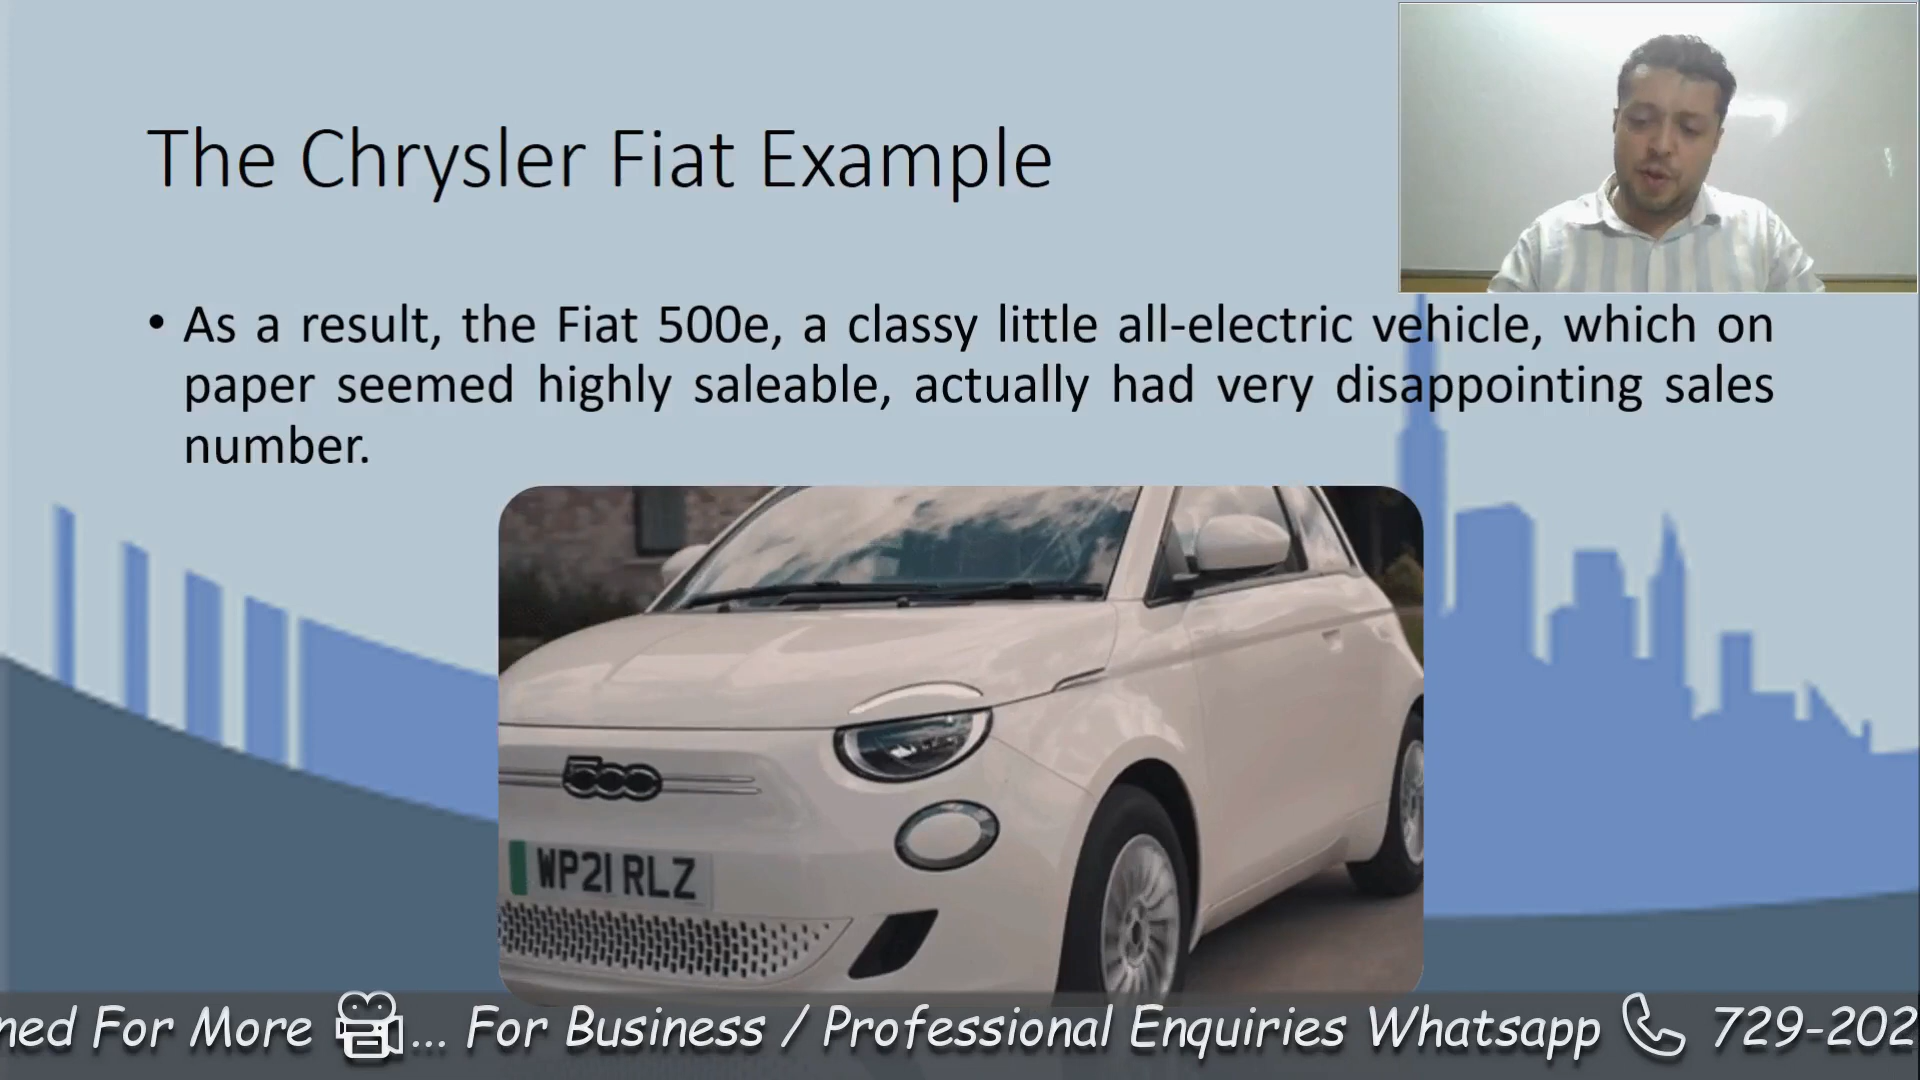 The Chrysler Fiat Example
• As a result, the Fiat 500e, a classy little all-electric vehicle, which on
paper seemed highly saleable, actually had very disappointing sales
number.
500
WP21 RLZ
ned For More ... For Business / Professional Enquiries Whatsapp 729-202